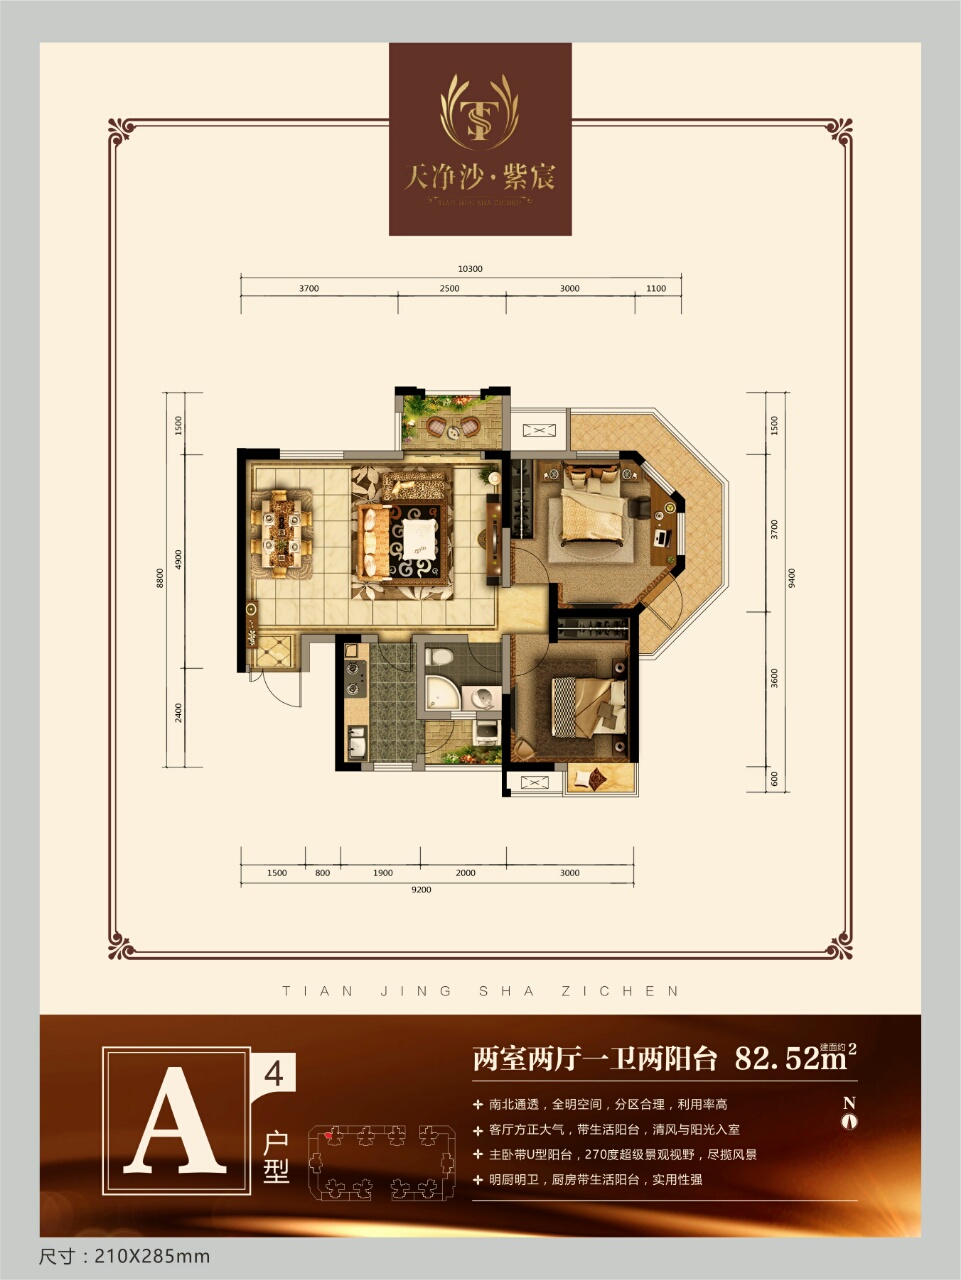 TS
天净沙·紫宸
TIAN JING SHA ZICHEN
10300
3700 2500 3000 1100
1500
4900
2400
8800
1500
3700
3600
600
9400
1500 800 1900 2000 3000
9200
TIAN JING SHA ZICHEN
A
4
户型
两室两厅一卫两阳台 82.52m²
建面约
南北通透，全明空间，分区合理，利用率高
客厅方正大气，带生活阳台，清风与阳光入室
主卧带U型阳台，270度超级景观视野，尽揽风景
明厨明卫，厨房带生活阳台，实用性强
N
尺寸：210X285mm